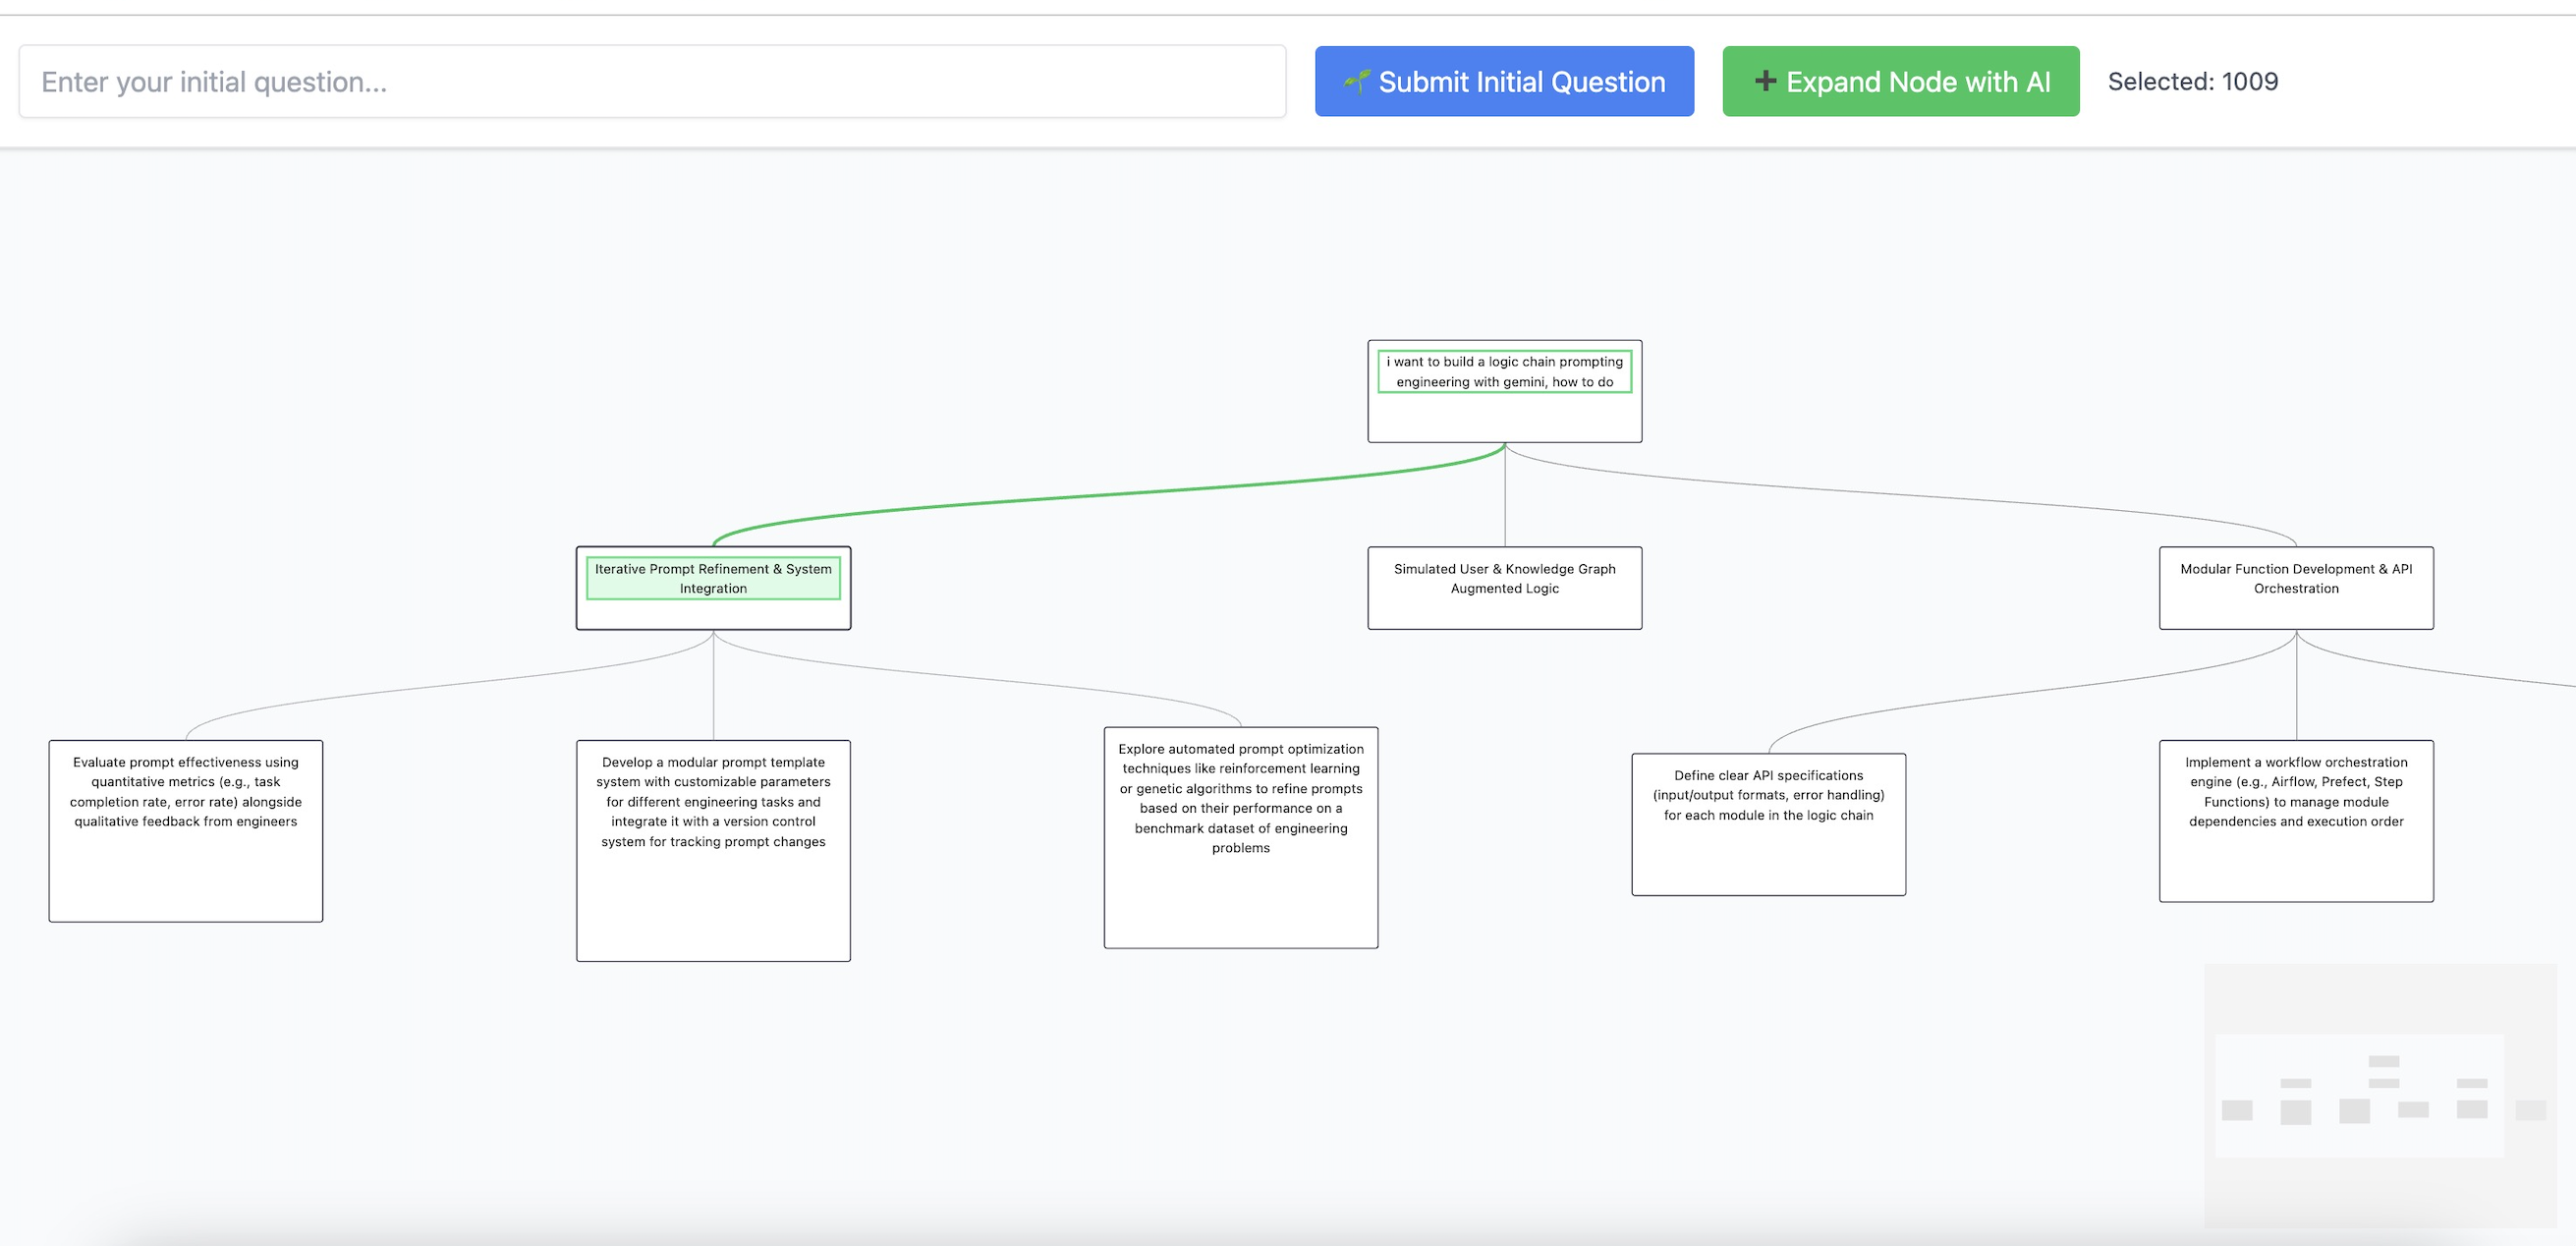 Enter your initial question...
🌱 Submit Initial Question
➕ Expand Node with AI
Selected: 1009
i want to build a logic chain prompting
engineering with gemini, how to do
Iterative Prompt Refinement & System
Integration
Simulated User & Knowledge Graph
Augmented Logic
Modular Function Development & API
Orchestration
Evaluate prompt effectiveness using
quantitative metrics (e.g., task
completion rate, error rate) alongside
qualitative feedback from engineers
Develop a modular prompt template
system with customizable parameters
for different engineering tasks and
integrate it with a version control
system for tracking prompt changes
Explore automated prompt optimization
techniques like reinforcement learning
or genetic algorithms to refine prompts
based on their performance on a
benchmark dataset of engineering
problems
Define clear API specifications
(input/output formats, error handling)
for each module in the logic chain
Implement a workflow orchestration
engine (e.g., Airflow, Prefect, Step
Functions) to manage module
dependencies and execution order